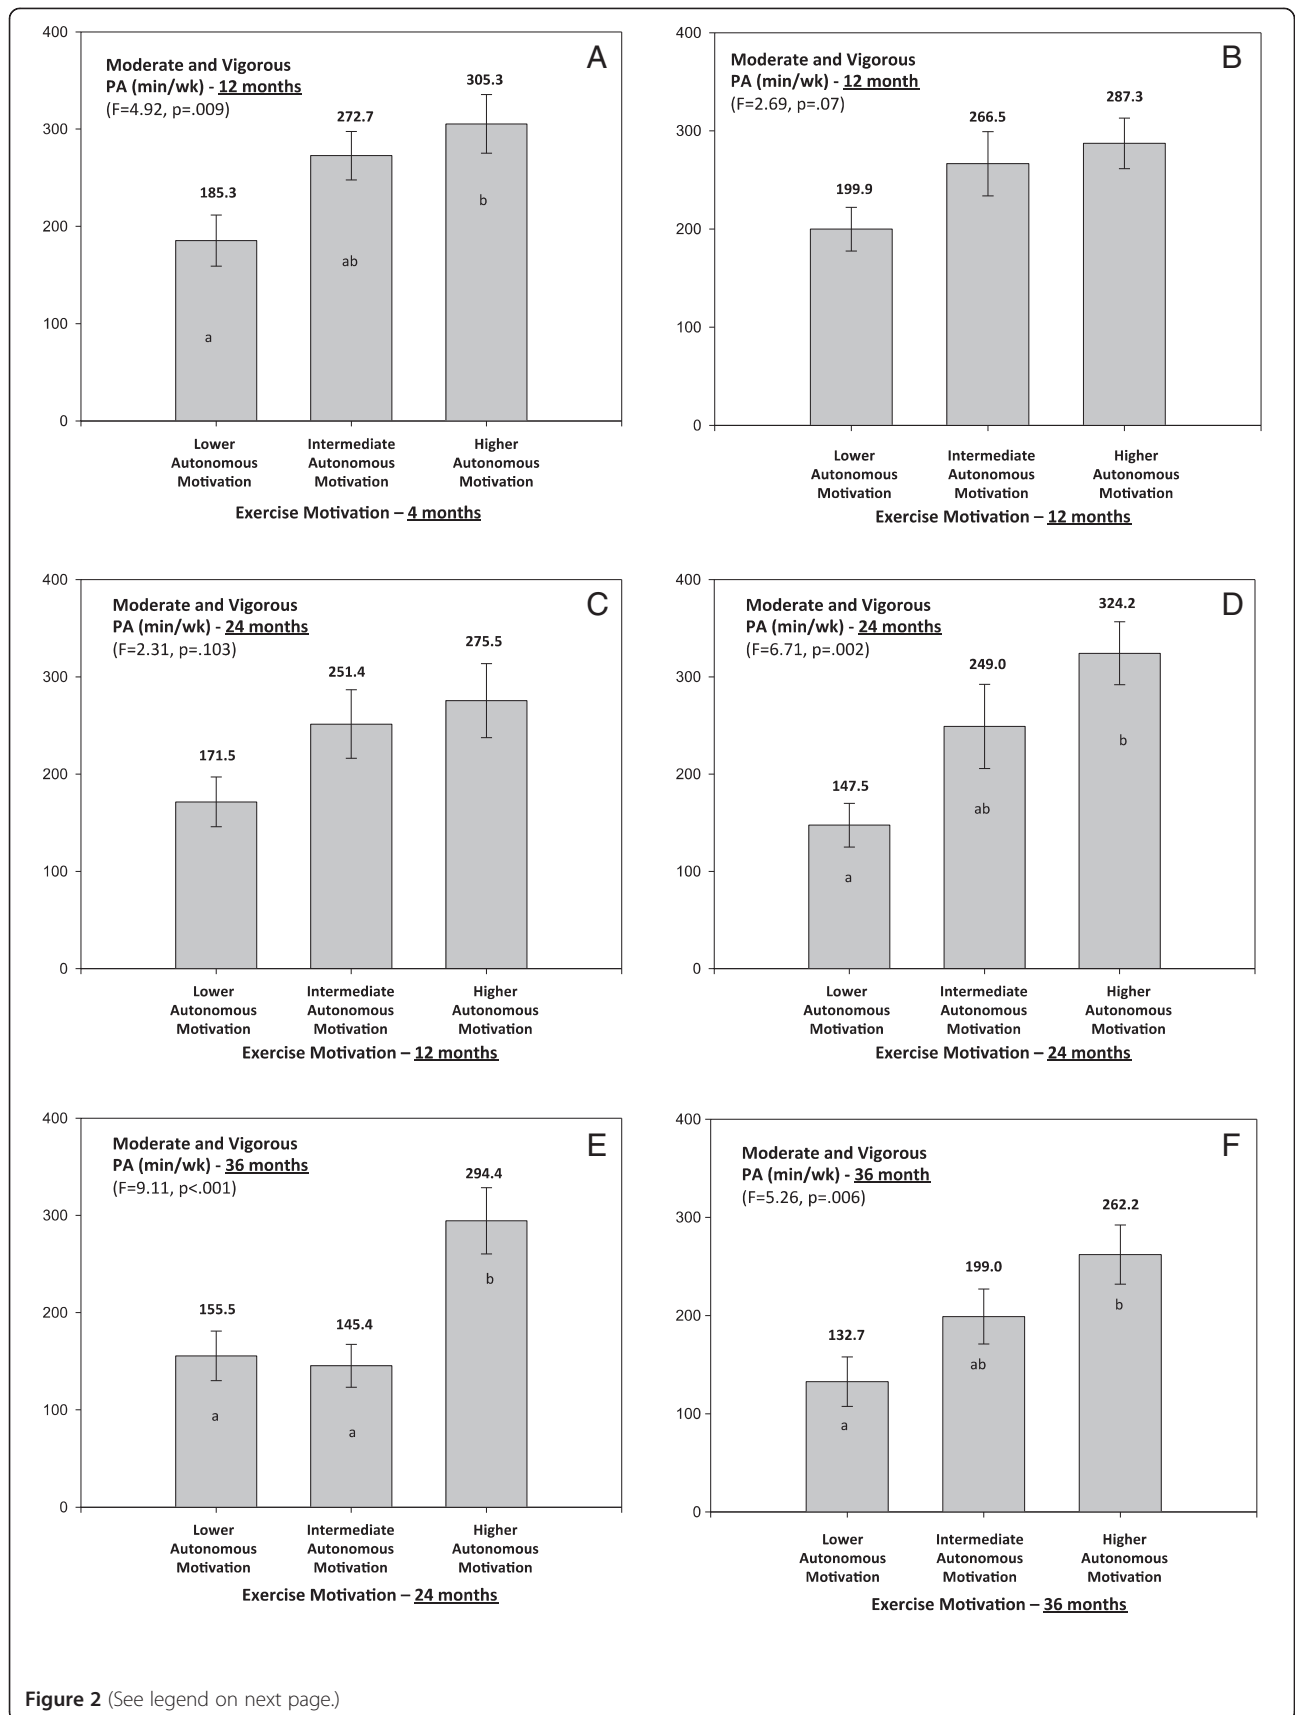 A
Moderate and Vigorous
PA (min/wk) - 12 months
(F=4.92, p=.009)
400
300
200
100
0
185.3
272.7
305.3
a
ab
b
Lower
Autonomous
Motivation
Intermediate
Autonomous
Motivation
Higher
Autonomous
Motivation
Exercise Motivation – 4 months
B
Moderate and Vigorous
PA (min/wk) - 12 month
(F=2.69, p=.07)
400
300
200
100
0
199.9
266.5
287.3
Lower
Autonomous
Motivation
Intermediate
Autonomous
Motivation
Higher
Autonomous
Motivation
Exercise Motivation – 12 months
C
Moderate and Vigorous
PA (min/wk) - 24 months
(F=2.31, p=.103)
400
300
200
100
0
171.5
251.4
275.5
Lower
Autonomous
Motivation
Intermediate
Autonomous
Motivation
Higher
Autonomous
Motivation
Exercise Motivation – 12 months
D
Moderate and Vigorous
PA (min/wk) - 24 months
(F=6.71, p=.002)
400
300
200
100
0
147.5
249.0
324.2
a
ab
b
Lower
Autonomous
Motivation
Intermediate
Autonomous
Motivation
Higher
Autonomous
Motivation
Exercise Motivation – 24 months
E
Moderate and Vigorous
PA (min/wk) - 36 months
(F=9.11, p<.001)
400
300
200
100
0
155.5
145.4
294.4
a
a
b
Lower
Autonomous
Motivation
Intermediate
Autonomous
Motivation
Higher
Autonomous
Motivation
Exercise Motivation – 24 months
F
Moderate and Vigorous
PA (min/wk) - 36 month
(F=5.26, p=.006)
400
300
200
100
0
132.7
199.0
262.2
a
ab
b
Lower
Autonomous
Motivation
Intermediate
Autonomous
Motivation
Higher
Autonomous
Motivation
Exercise Motivation – 36 months
Figure 2 (See legend on next page.)